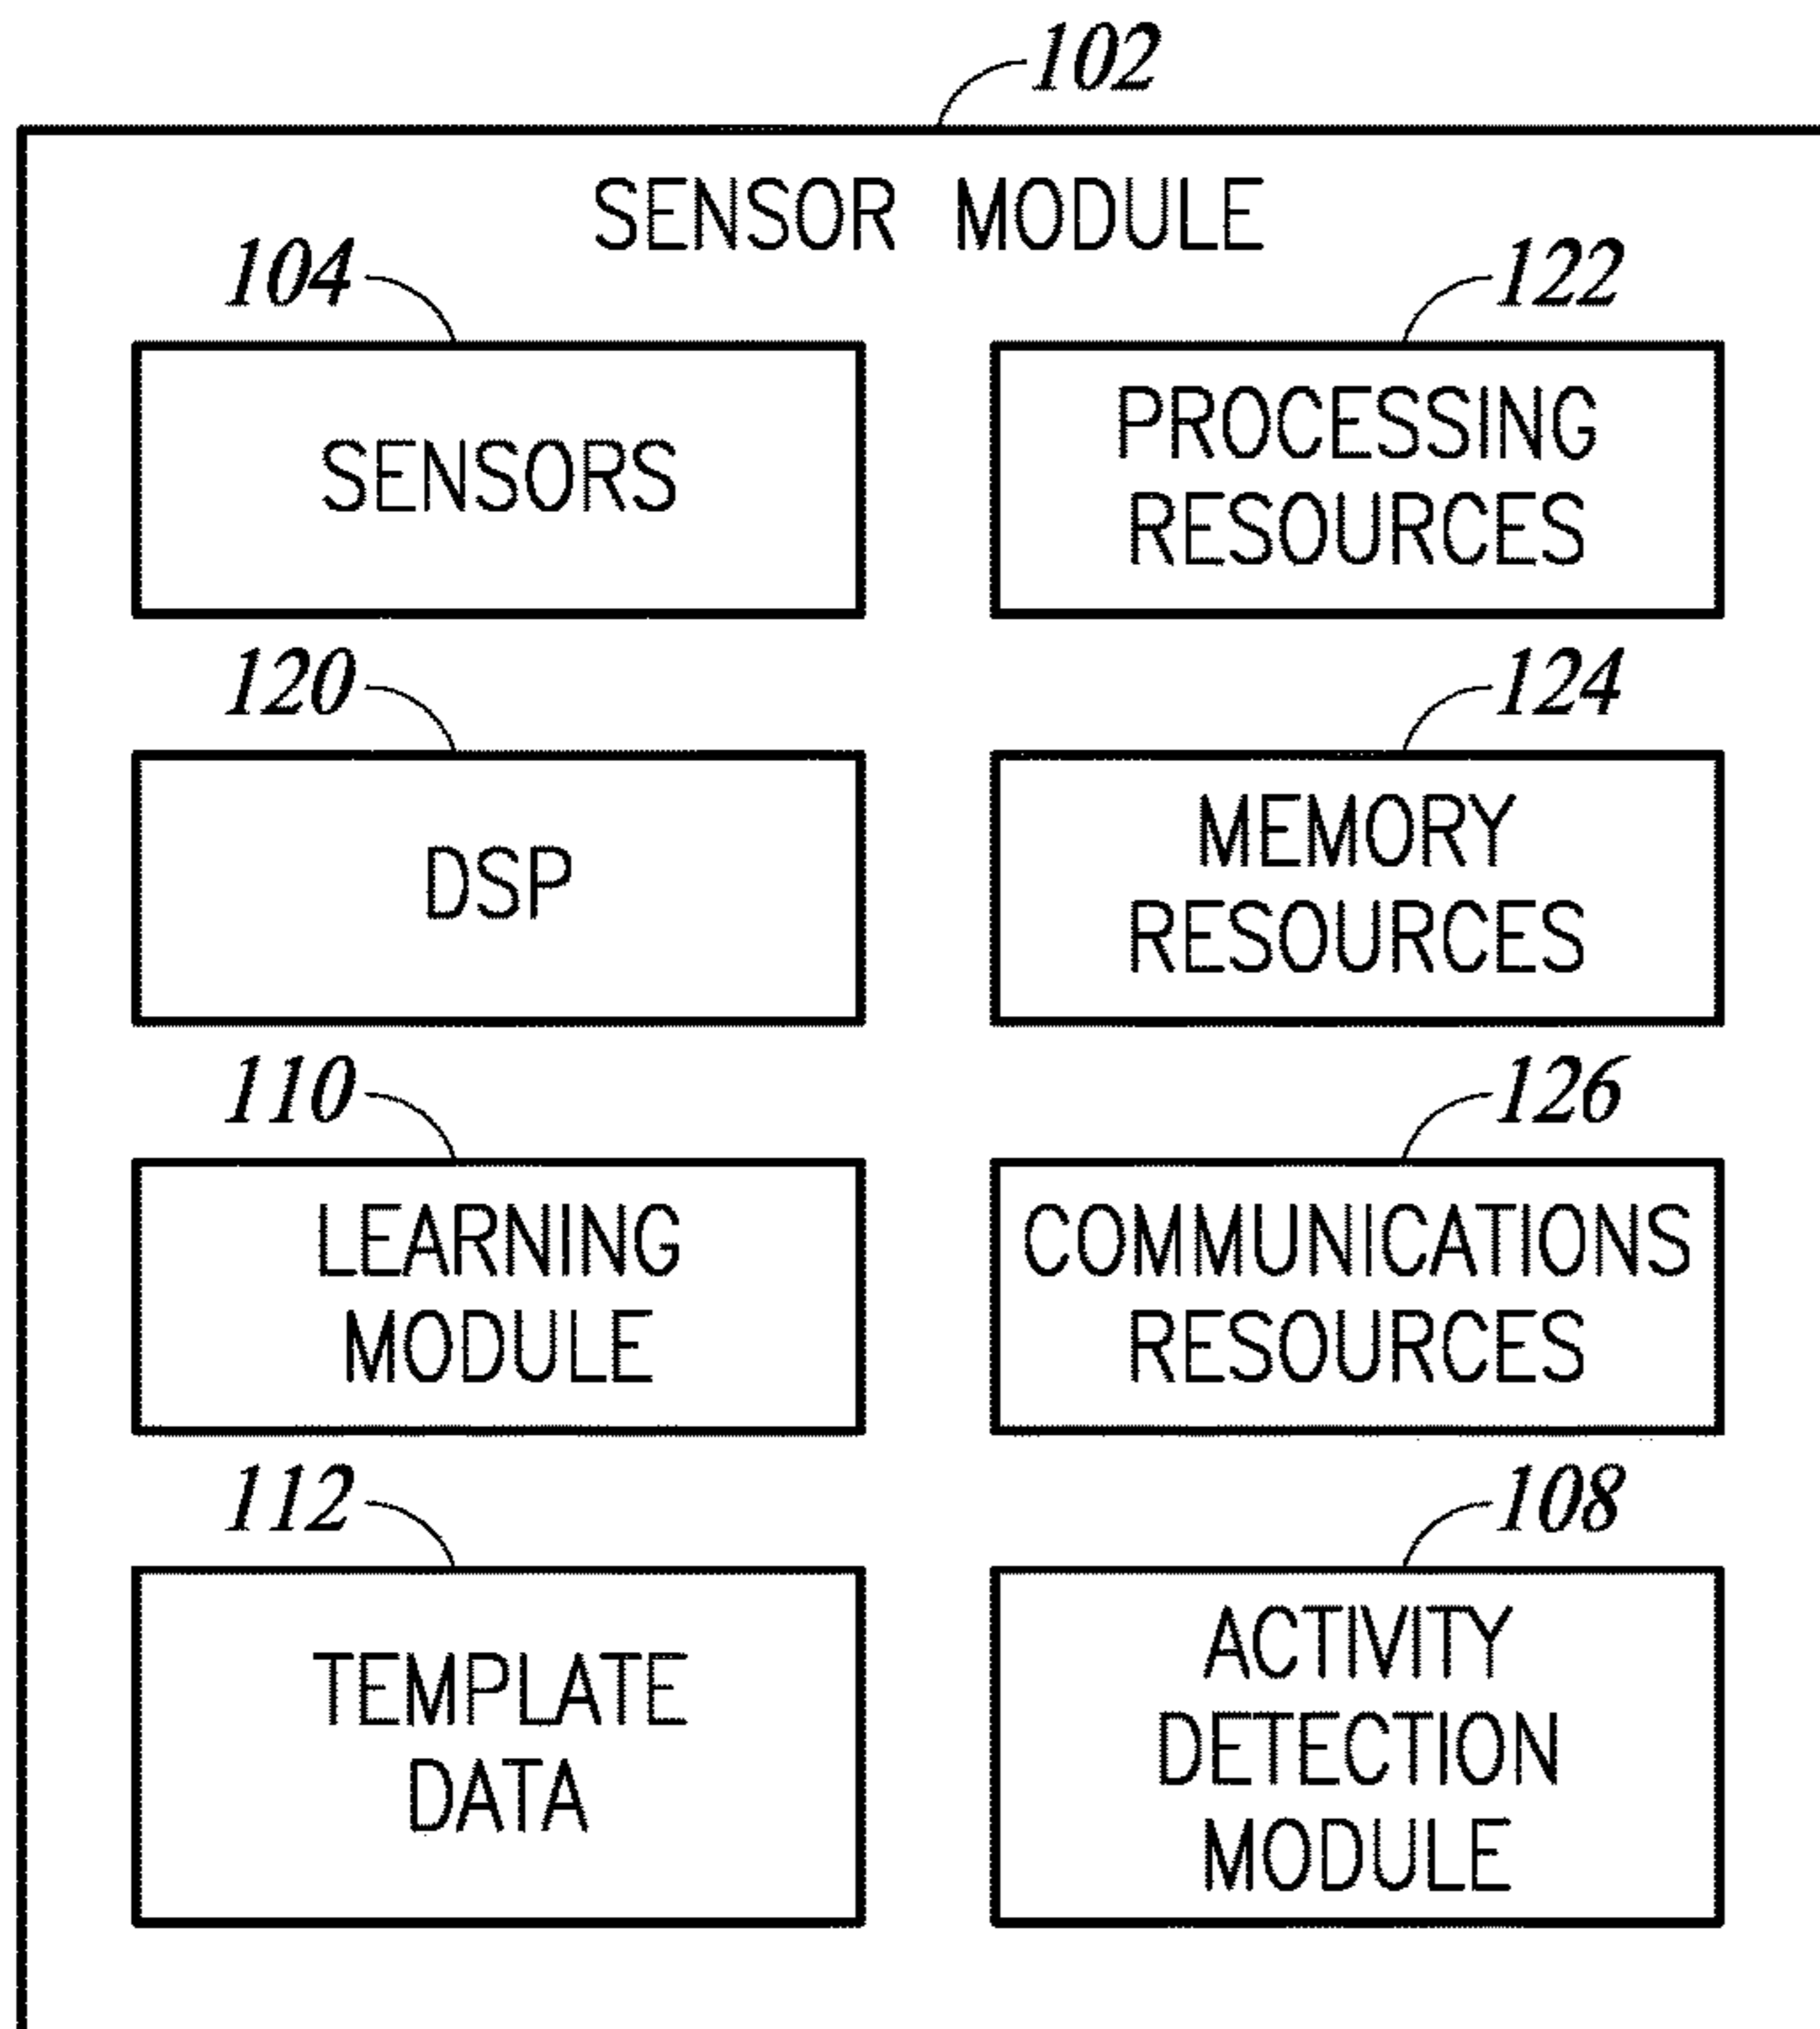 102
SENSOR MODULE
104
SENSORS
122
PROCESSING
RESOURCES
120
DSP
124
MEMORY
RESOURCES
110
LEARNING
MODULE
126
COMMUNICATIONS
RESOURCES
112
TEMPLATE
DATA
108
ACTIVITY
DETECTION
MODULE